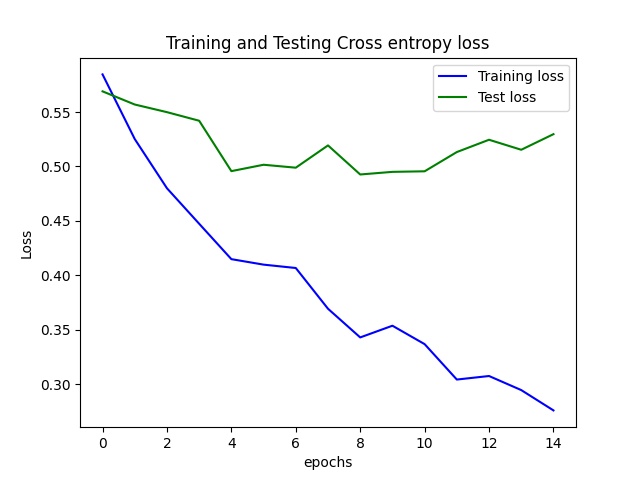 Training and Testing Cross entropy loss
Training loss
Test loss
0.55
0.50
0.45
0.40
0.35
0.30
Loss
0 2 4 6 8 10 12 14
epochs